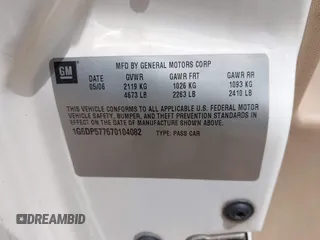 GM
MFD BY GENERAL MOTORS CORP
DATE GVWR GAWR FRT GAWR RR
05/06 2119 KG 1026 KG 1093 KG
4673 LB 2263 LB 2410 LB
THIS VEHICLE CONFORMS TO ALL APPLICABLE U.S. FEDERAL MOTOR
VEHICLE SAFETY, BUMPER, AND THEFT PREVENTION STANDARDS IN
EFFECT ON THE DATE OF MANUFACTURE SHOWN ABOVE.
1G6DP577670104082 TYPE: PASS CAR
DREAMBID